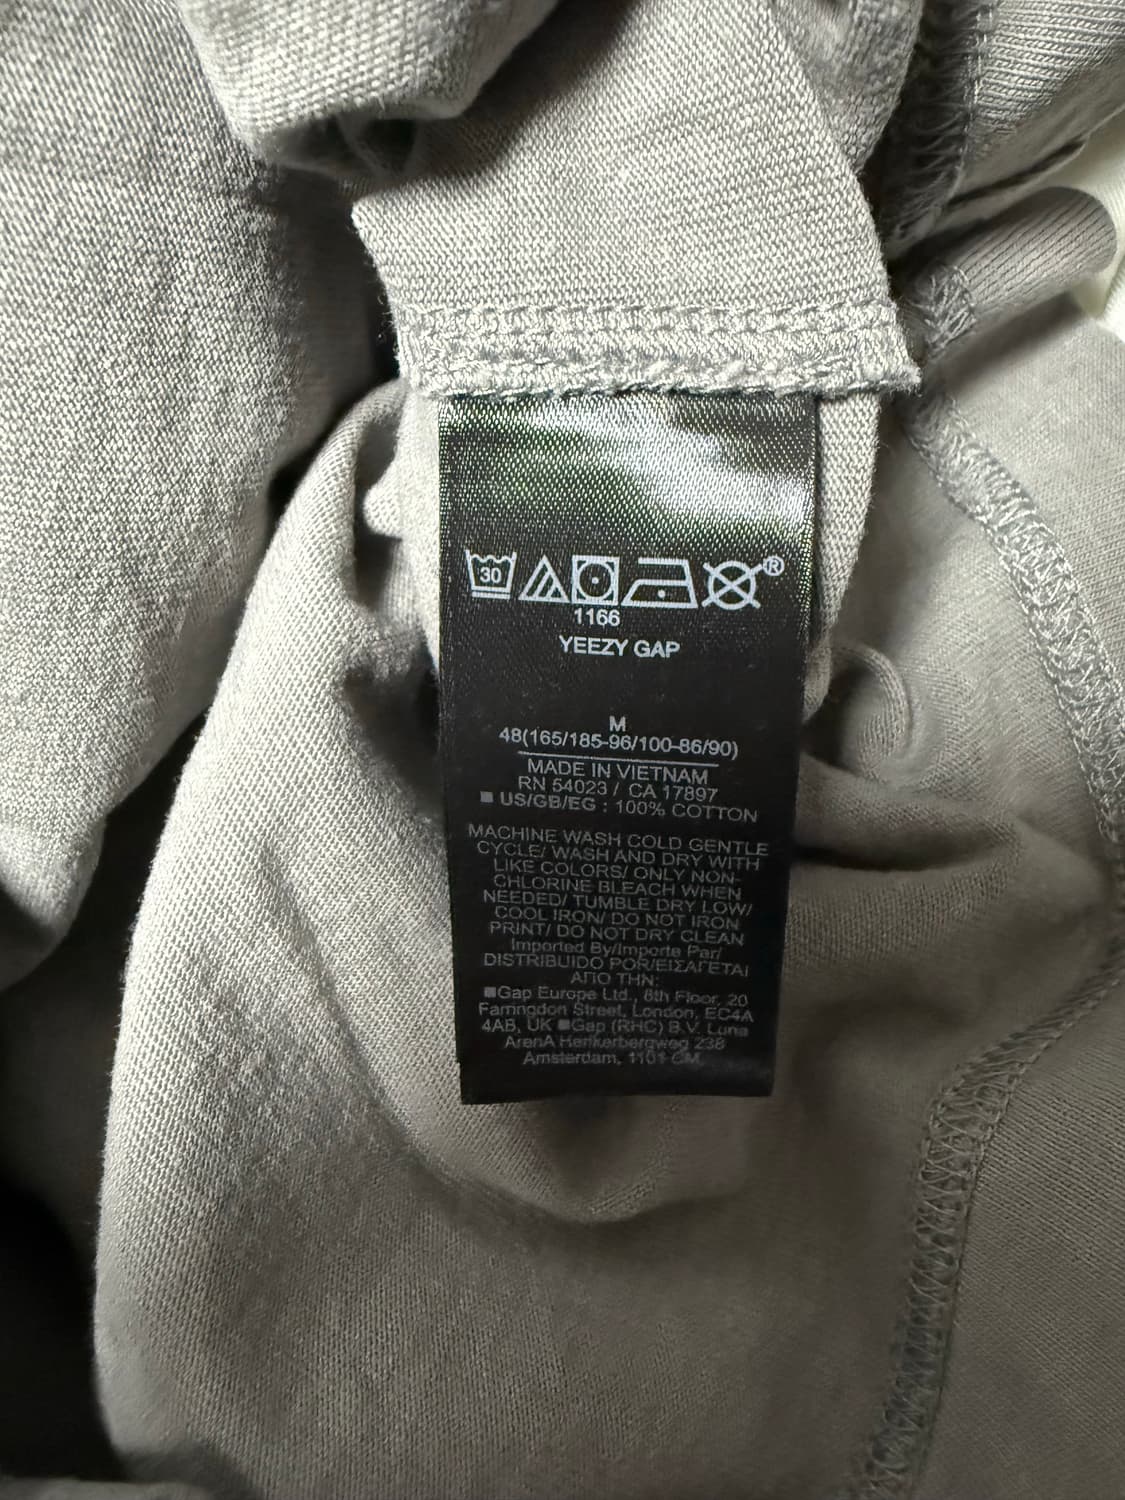 30 ®
1166
YEEZY GAP
M
48(165/185-96/100-86/90)
MADE IN VIETNAM
RN 54023 / CA 17897
■ US/GB/EG : 100% COTTON
MACHINE WASH COLD GENTLE
CYCLE/ WASH AND DRY WITH
LIKE COLORS/ ONLY NON-
CHLORINE BLEACH WHEN
NEEDED/ TUMBLE DRY LOW/
COOL IRON/ DO NOT IRON
PRINT/ DO NOT DRY CLEAN
Imported By/Importe Par/
DISTRIBUIDO POR/ΕΙΣΑΓΕΤΑΙ
ΑΠΟ ΤΗΝ:
■Gap Europe Ltd., 8th Floor, 20
Farringdon Street, London, EC4A
4AB, UK ■Gap (RHC) B.V. Luna
ArenA Herikerbergweg 238
Amsterdam, 1101 CM,